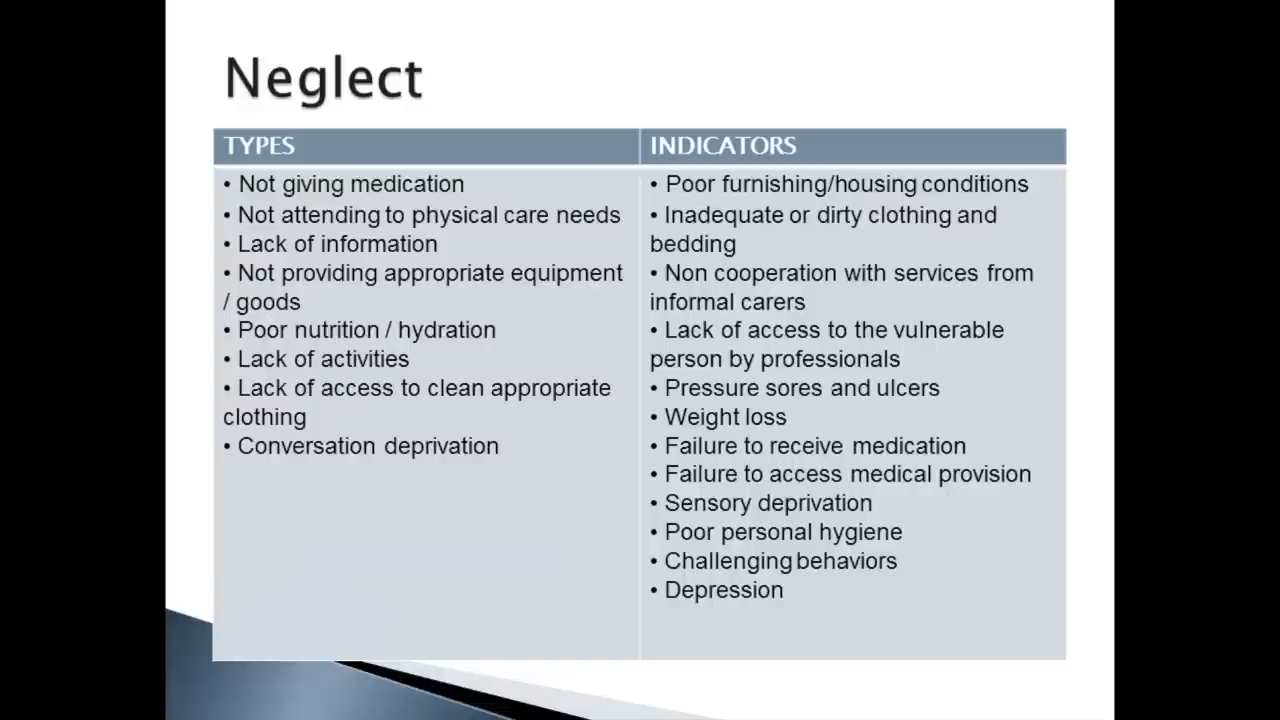 Neglect
TYPES
• Not giving medication
• Not attending to physical care needs
• Lack of information
• Not providing appropriate equipment
/ goods
• Poor nutrition / hydration
• Lack of activities
• Lack of access to clean appropriate
clothing
• Conversation deprivation
INDICATORS
• Poor furnishing/housing conditions
• Inadequate or dirty clothing and
bedding
• Non cooperation with services from
informal carers
• Lack of access to the vulnerable
person by professionals
• Pressure sores and ulcers
• Weight loss
• Failure to receive medication
• Failure to access medical provision
• Sensory deprivation
• Poor personal hygiene
• Challenging behaviors
• Depression